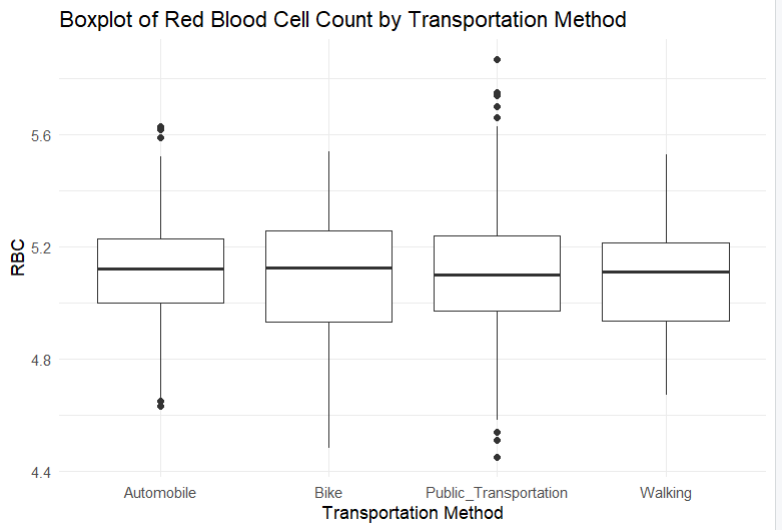 Boxplot of Red Blood Cell Count by Transportation Method
RBC
5.6
5.2
4.8
4.4
Automobile Bike Public_Transportation Walking
Transportation Method